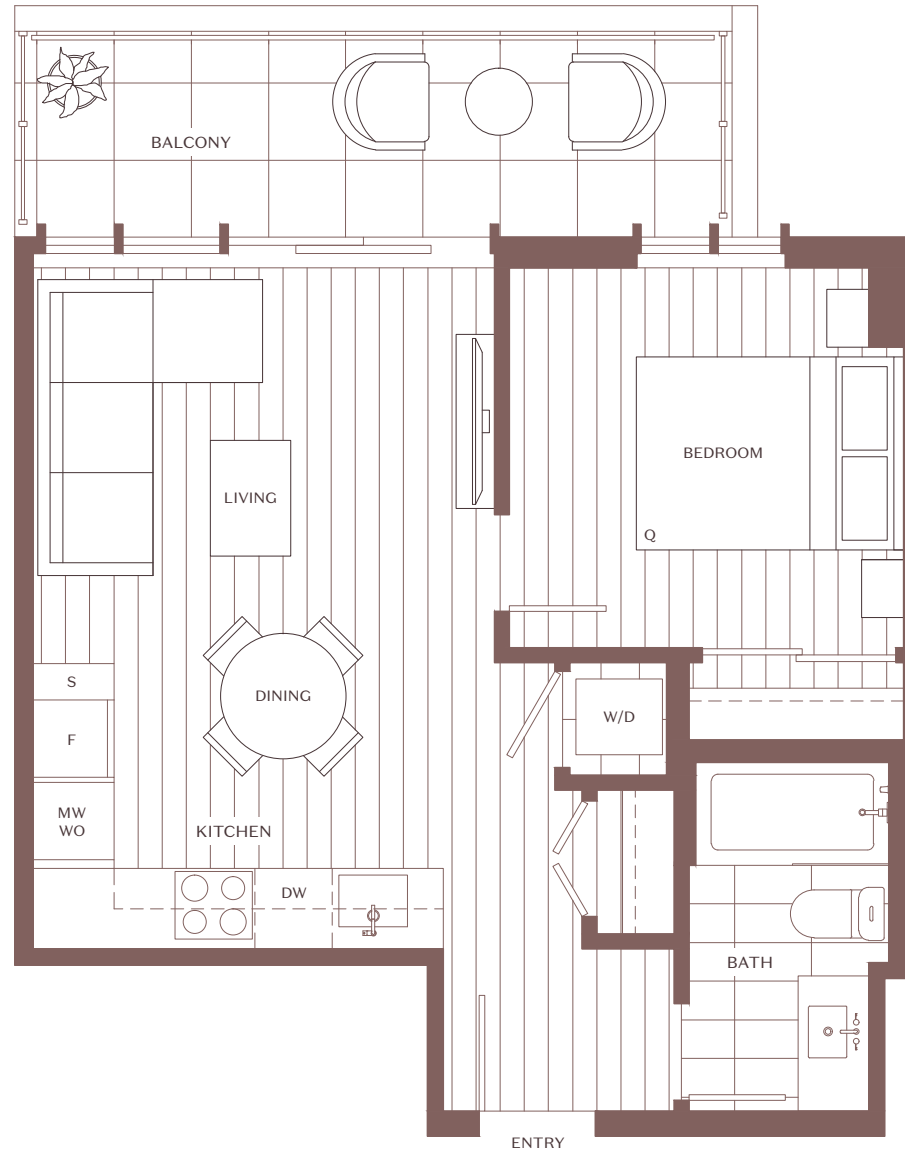 BALCONY
BEDROOM
LIVING
Q
S
DINING
W/D
F
MW
WO
KITCHEN
DW
BATH
ENTRY